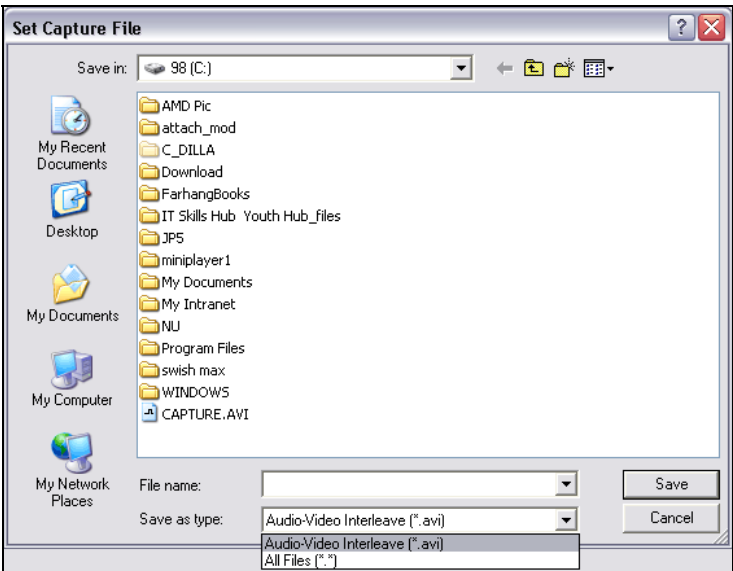 Set Capture File
Save in:
98 (C:)
My Recent
Documents
Desktop
My Documents
My Computer
My Network
Places
AMD Pic
attach_mod
C_DILLA
Download
FarhangBooks
IT Skills Hub  Youth Hub_files
JP5
miniplayer1
My Documents
My Intranet
NU
Program Files
swish max
WINDOWS
CAPTURE.AVI
File name:
Save
Save as type:
Audio-Video Interleave (*.avi)
Cancel
Audio-Video Interleave (*.avi)
All Files (*.*)